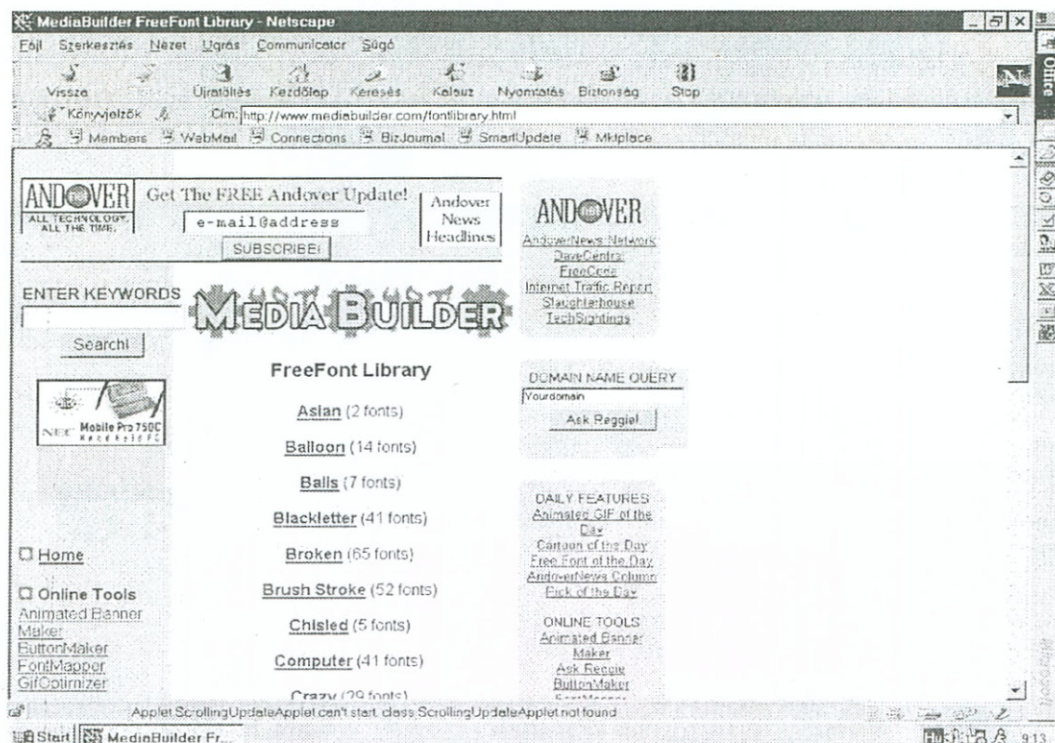 MediaBuilder FreeFont Library - Netscape
Fájl Szerkesztés Nézet Ugrás Communicator Súgó
Vissza Újratöltés Kezdőlap Keresés Kalauz Nyomtatás Biztonság Stop
Könyvjelzők Cím: http://www.mediabuilder.com/fontlibrary.html
Members WebMail Connections BizJournal SmartUpdate Mktplace
Office
ANDOVER
ALL TECHNOLOGY.
ALL THE TIME.
Get The FREE Andover Update!
e-mail@address
SUBSCRIBE!
Andover
News
Headlines
ENTER KEYWORDS
Search!
NEC Mobile Pro 750C
Handheld PC
Home
Online Tools
Animated Banner
Maker
ButtonMaker
FontMapper
GifOptimizer
MEDIA BUILDER
FreeFont Library
Asian (2 fonts)
Balloon (14 fonts)
Balls (7 fonts)
Blackletter (41 fonts)
Broken (65 fonts)
Brush Stroke (52 fonts)
Chisled (5 fonts)
Computer (41 fonts)
Crazy (29 fonts)
ANDOVER
AndoverNews Network
DaveCentral
FreeCode
Internet Traffic Report
Slaughterhouse
TechSightings
DOMAIN NAME QUERY
Yourdomain
Ask Reggie!
DAILY FEATURES
Animated GIF of the
Day
Cartoon of the Day
Free Font of the Day
AndoverNews Column
Pick of the Day
ONLINE TOOLS
Animated Banner
Maker
Ask Reggie
ButtonMaker
FontMapper
Applet ScrollingUpdateApplet can't start: class ScrollingUpdateApplet not found
Start MediaBuilder Fr... Hu 9:13